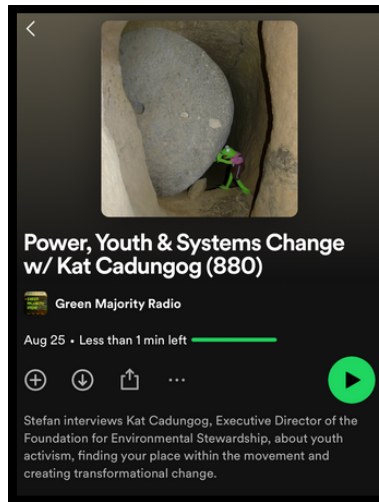 Power, Youth & Systems Change
w/ Kat Cadungog (880)
Green Majority Radio
Aug 25 • Less than 1 min left
Stefan interviews Kat Cadungog, Executive Director of the
Foundation for Environmental Stewardship, about youth
activism, finding your place within the movement and
creating transformational change.